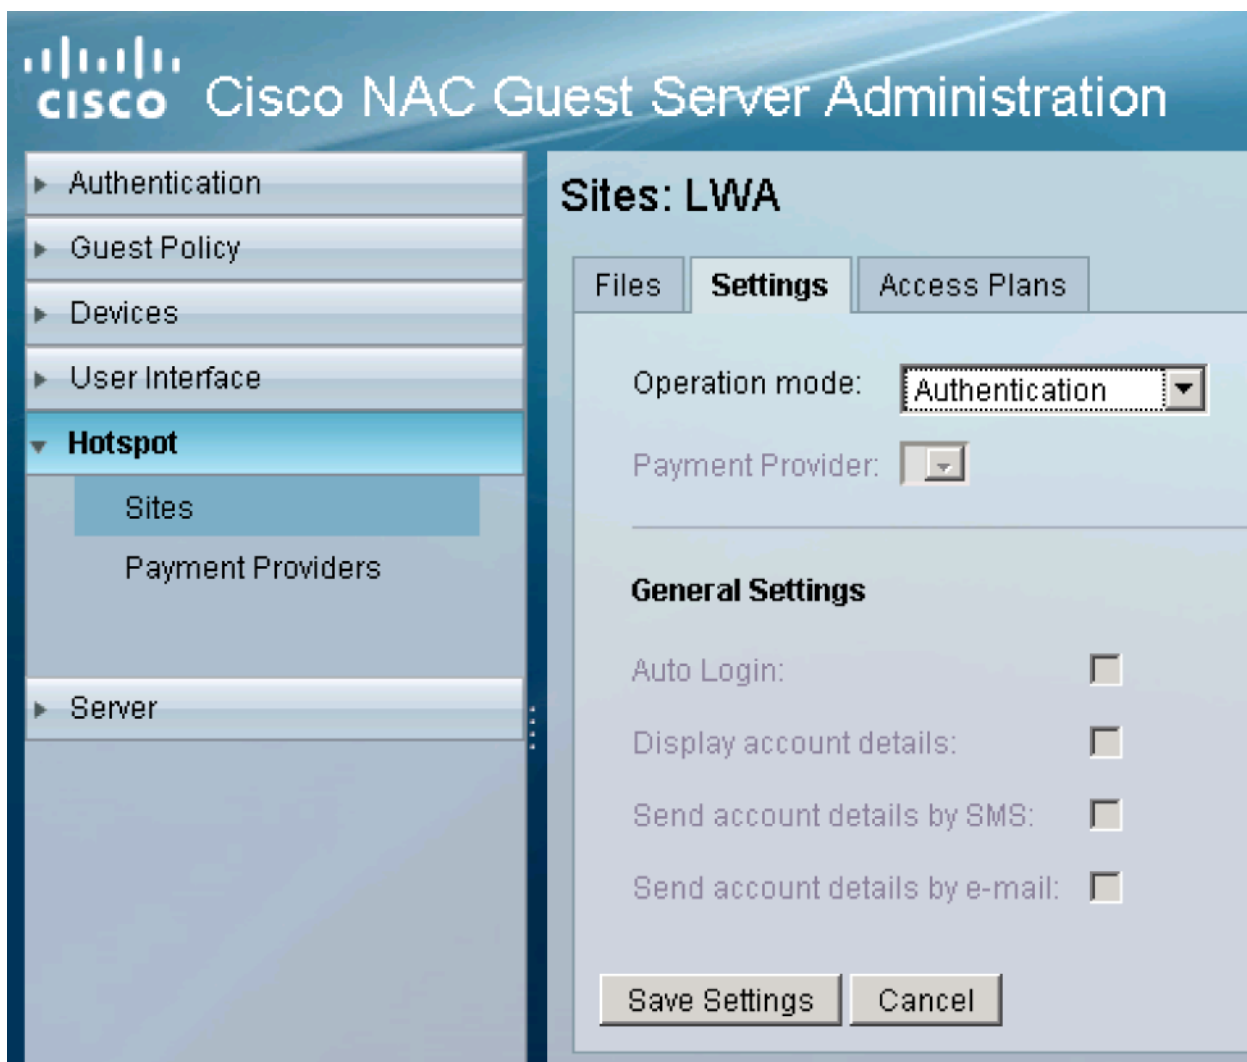 CISCO Cisco NAC Guest Server Administration
Authentication
Guest Policy
Devices
User Interface
Hotspot
Sites
Payment Providers
Server
Sites: LWA
Files Settings Access Plans
Operation mode: Authentication
Payment Provider:
General Settings
Auto Login:
Display account details:
Send account details by SMS:
Send account details by e-mail:
Save Settings Cancel